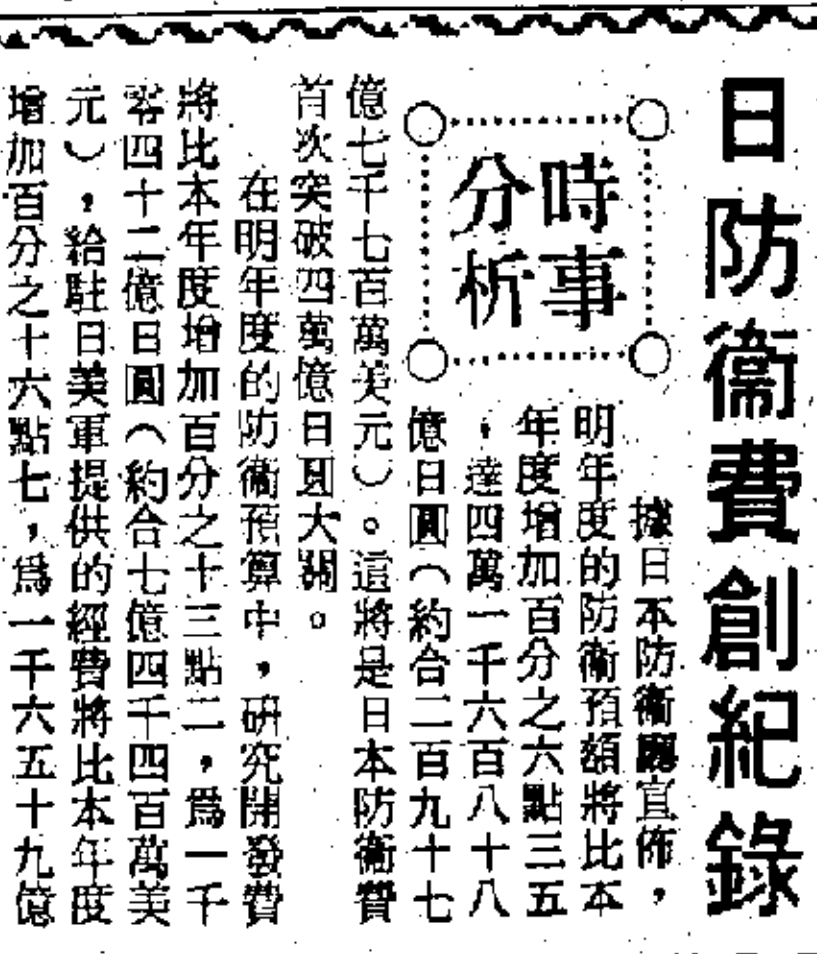 日防衞費創紀錄
時事
分析
據日本防衞廳宣佈，
明年度的防衞預額將比本
年度增加百分之六點三五
，達四萬一千六百八十八
億日圓（約合二百九十七
億七千七百萬美元）。這將是日本防衞費
首次突破四萬億日圓大關。
在明年度的防衞預算中，研究開發費
將比本年度增加百分之十三點二，爲一千
零四十二億日圓（約合七億四千四百萬美
元），給駐日美軍提供的經費將比本年度
增加百分之十六點七，爲一千六五十九億